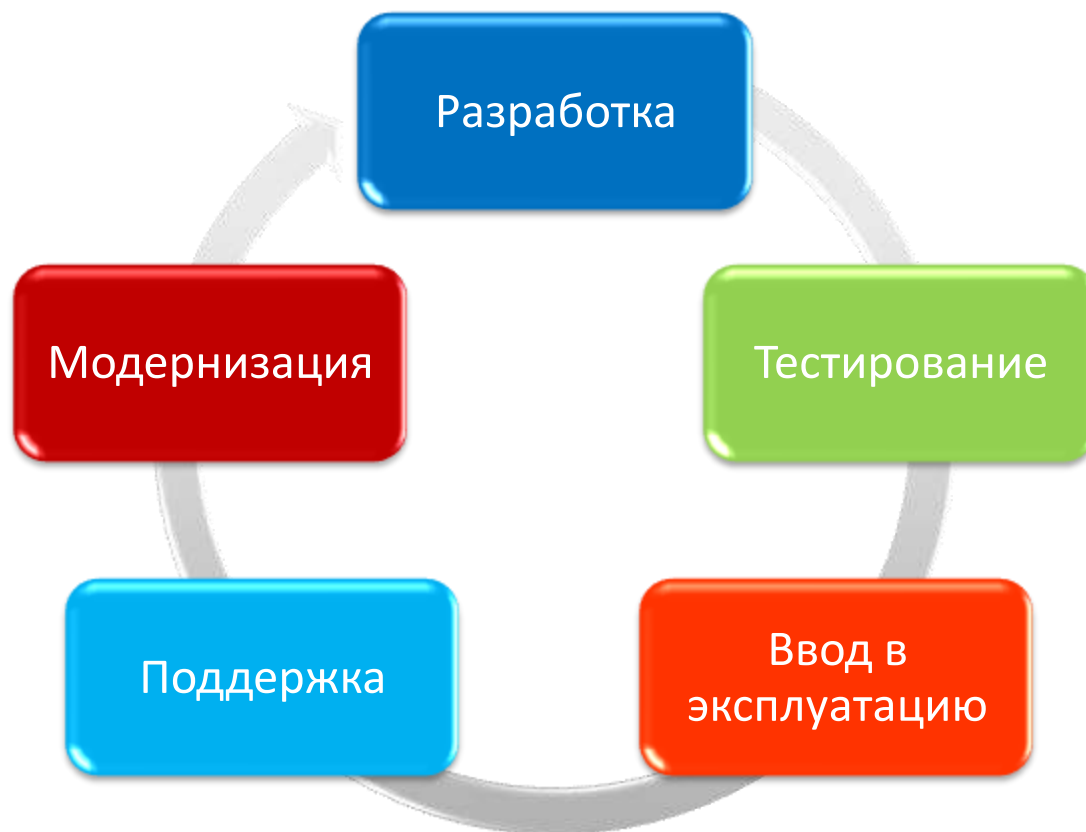 Разработка
Тестирование
Ввод в
эксплуатацию
Поддержка
Модернизация